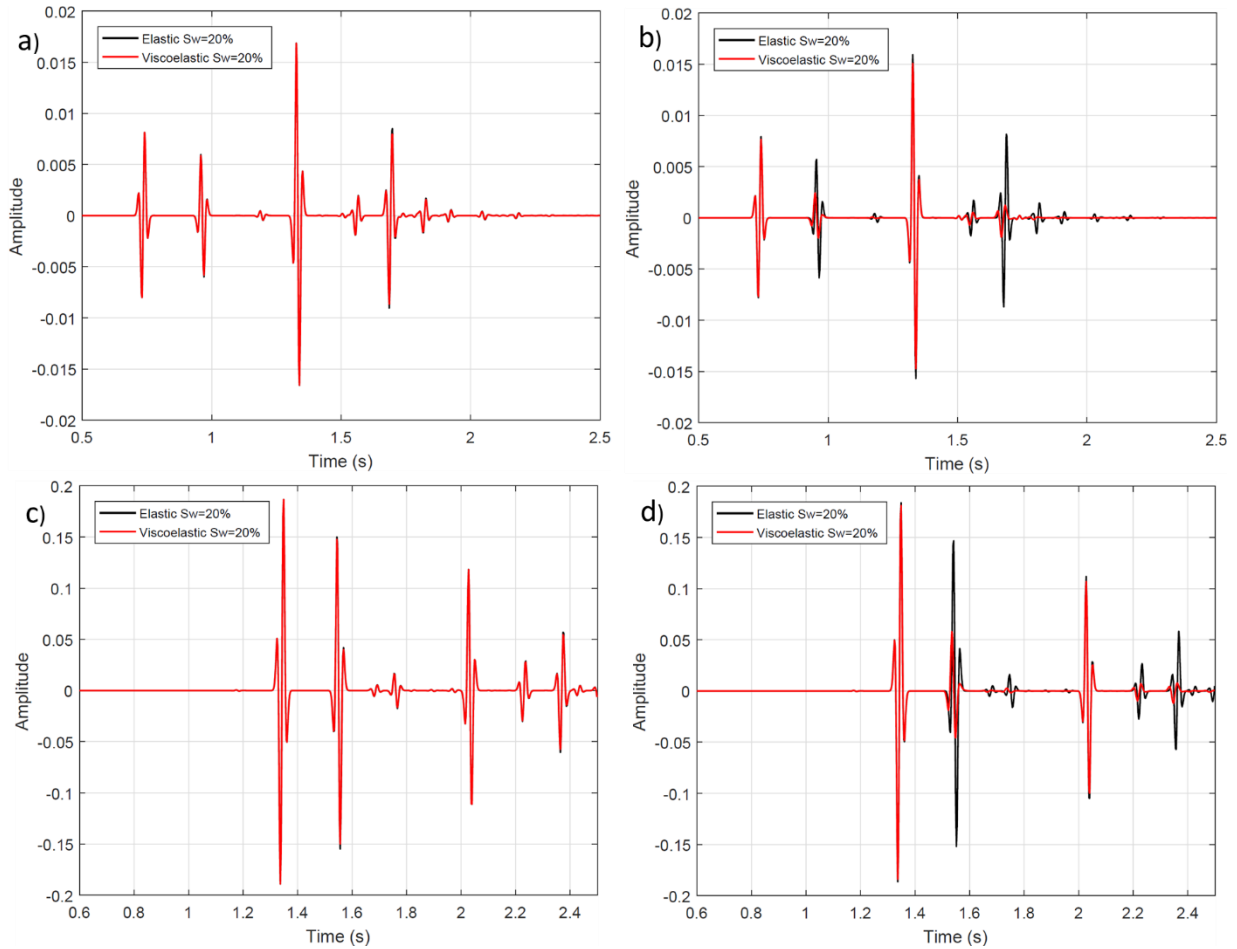 a)
Elastic Sw=20%
Viscoelastic Sw=20%
0.02
0.015
0.01
0.005
0
-0.005
-0.01
-0.015
-0.02
Amplitude
0.5 1 1.5 2 2.5
Time (s)
b)
Elastic Sw=20%
Viscoelastic Sw=20%
0.02
0.015
0.01
0.005
0
-0.005
-0.01
-0.015
-0.02
Amplitude
0.5 1 1.5 2 2.5
Time (s)
c)
Elastic Sw=20%
Viscoelastic Sw=20%
0.2
0.15
0.1
0.05
0
-0.05
-0.1
-0.15
-0.2
Amplitude
0.6 0.8 1 1.2 1.4 1.6 1.8 2 2.2 2.4
Time (s)
d)
Elastic Sw=20%
Viscoelastic Sw=20%
0.2
0.15
0.1
0.05
0
-0.05
-0.1
-0.15
-0.2
Amplitude
0.6 0.8 1 1.2 1.4 1.6 1.8 2 2.2 2.4
Time (s)